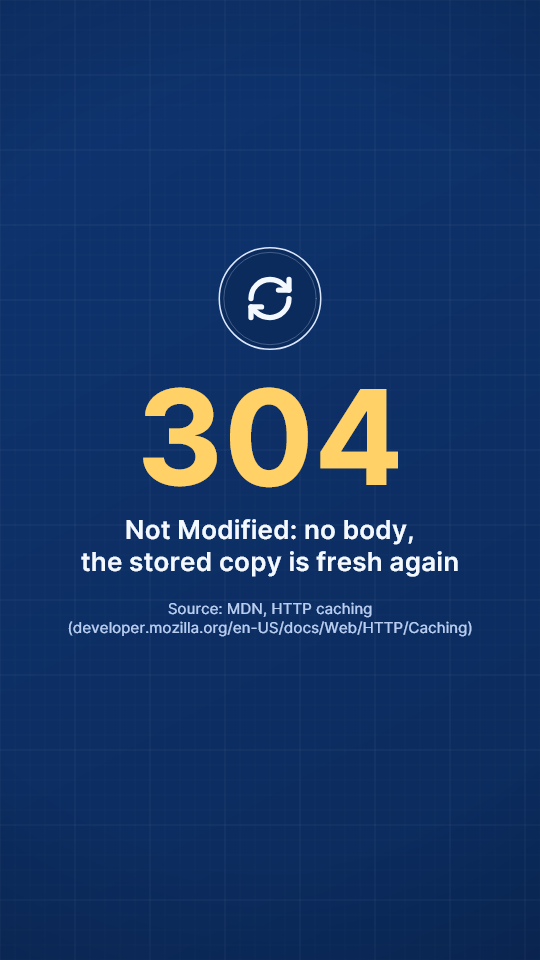 304
Not Modified: no body,
the stored copy is fresh again
Source: MDN, HTTP caching
(developer.mozilla.org/en-US/docs/Web/HTTP/Caching)